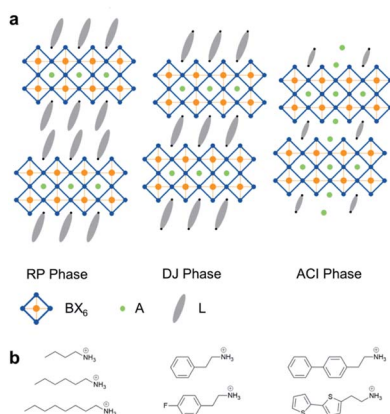 a
RP Phase
DJ Phase
ACI Phase
BX₆
A
L
b
⊕
NH₃
⊕
NH₃
⊕
NH₃
⊕
NH₃
F
⊕
NH₃
⊕
NH₃
S
S
⊕
NH₃